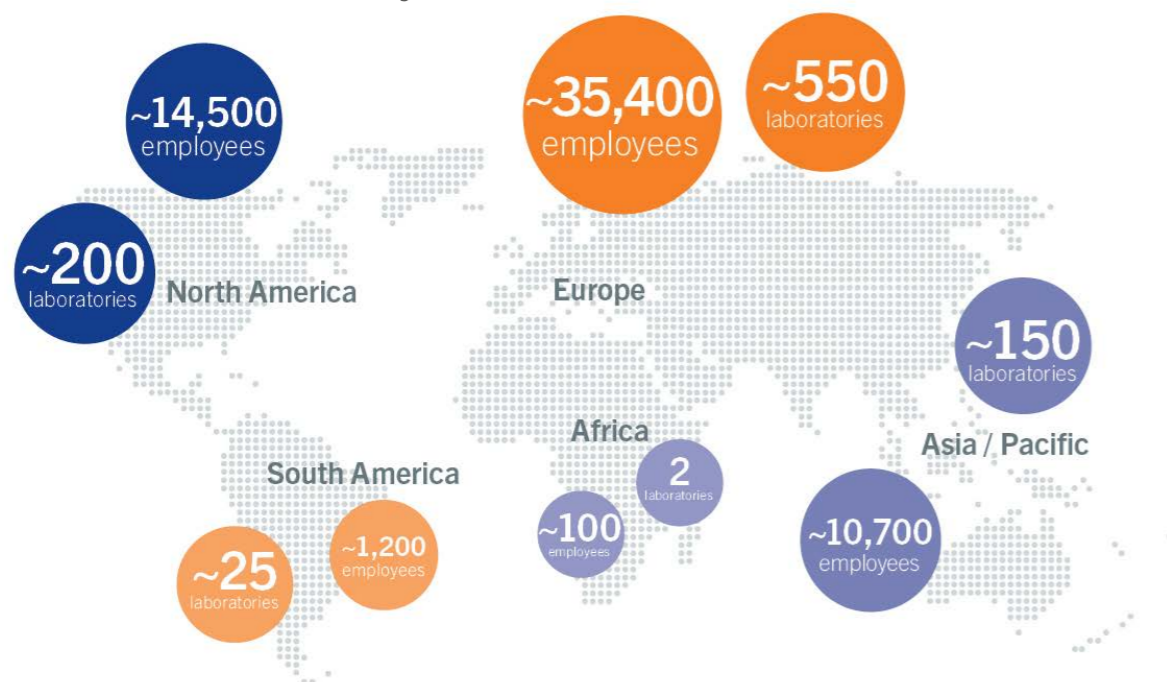 ~14,500
employees
~35,400
employees
~550
laboratories
~200
laboratories
North America
Europe
~150
laboratories
Africa
Asia / Pacific
South America
2
laboratories
~100
employees
~10,700
employees
~25
laboratories
~1,200
employees